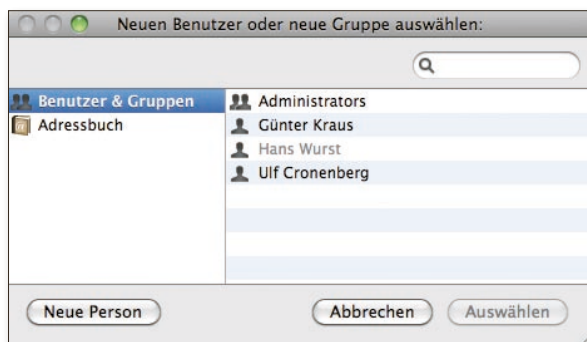 Neuen Benutzer oder neue Gruppe auswählen:
Benutzer & Gruppen
Adressbuch
Administrators
Günter Kraus
Hans Wurst
Ulf Cronenberg
Neue Person
Abbrechen
Auswählen